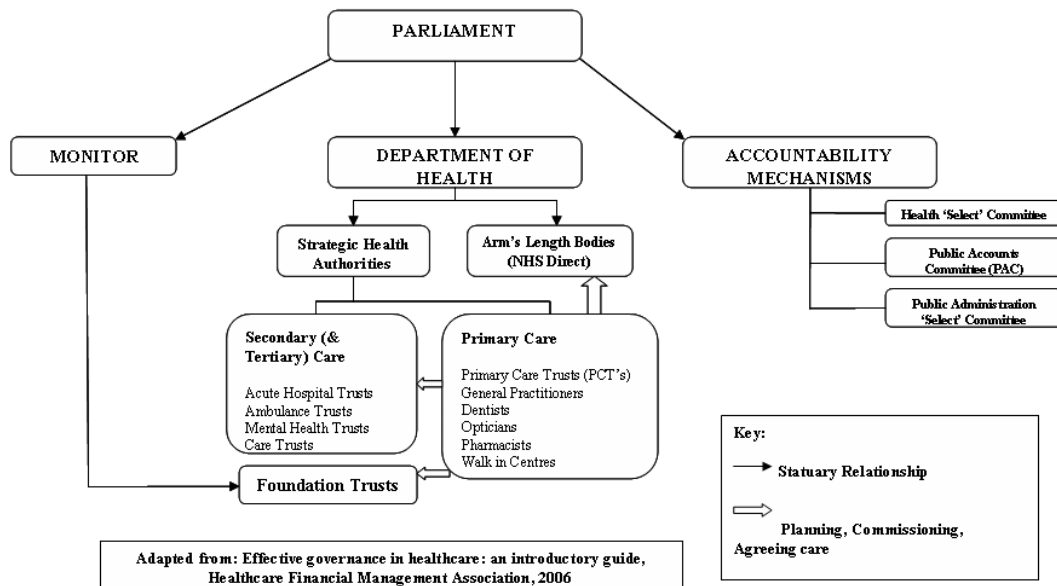 PARLIAMENT
MONITOR
DEPARTMENT OF
HEALTH
ACCOUNTABILITY
MECHANISMS
Strategic Health
Authorities
Arm's Length Bodies
(NHS Direct)
Health 'Select' Committee
Public Accounts
Committee (PAC)
Public Administration
'Select' Committee
Secondary (&
Tertiary) Care
Acute Hospital Trusts
Ambulance Trusts
Mental Health Trusts
Care Trusts
Primary Care
Primary Care Trusts (PCT's)
General Practitioners
Dentists
Opticians
Pharmacists
Walk in Centres
Foundation Trusts
Key:
Statuary Relationship
Planning, Commissioning,
Agreeing care
Adapted from: Effective governance in healthcare: an introductory guide,
Healthcare Financial Management Association, 2006